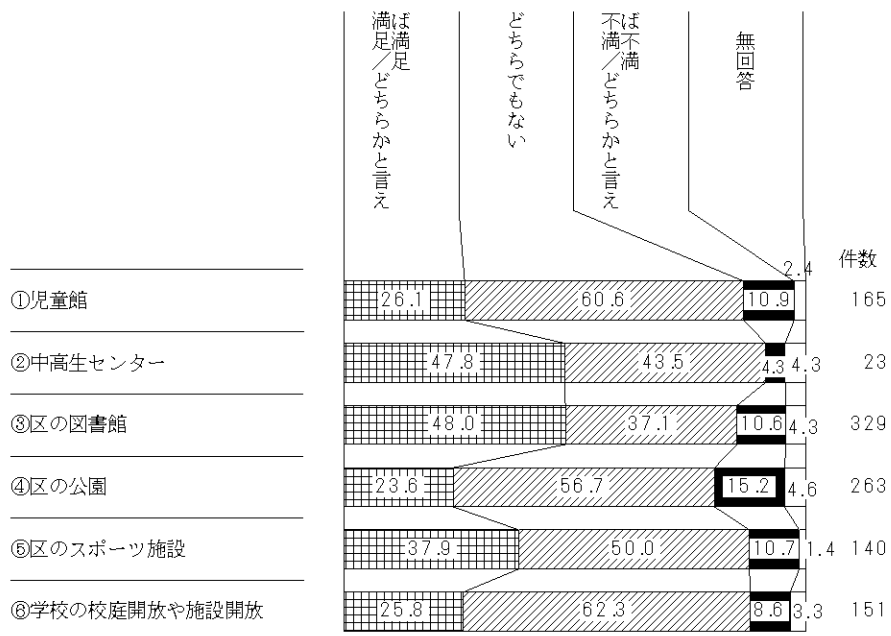 満足／どちらかと言え
ば満足
どちらでもない
不満／どちらかと言え
ば不満
無回答
件数
①児童館 26.1 60.6 10.9 2.4 165
②中高生センター 47.8 43.5 4.3 4.3 23
③区の図書館 48.0 37.1 10.6 4.3 329
④区の公園 23.6 56.7 15.2 4.6 263
⑤区のスポーツ施設 37.9 50.0 10.7 1.4 140
⑥学校の校庭開放や施設開放 25.8 62.3 8.6 3.3 151